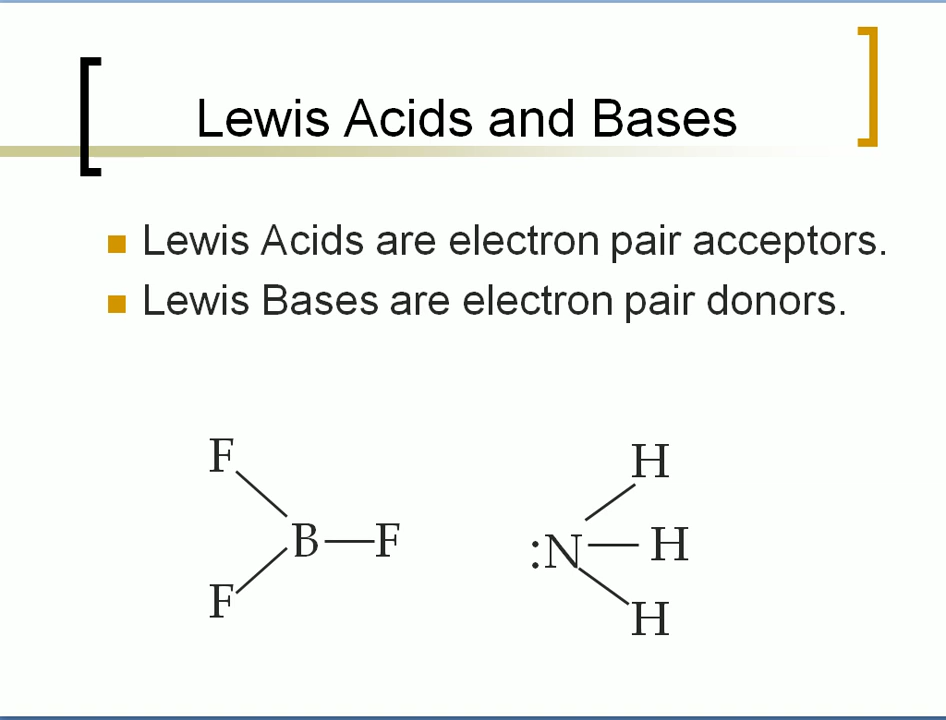 Lewis Acids and Bases
Lewis Acids are electron pair acceptors.
Lewis Bases are electron pair donors.
F
B—F
F
H
:N—H
H